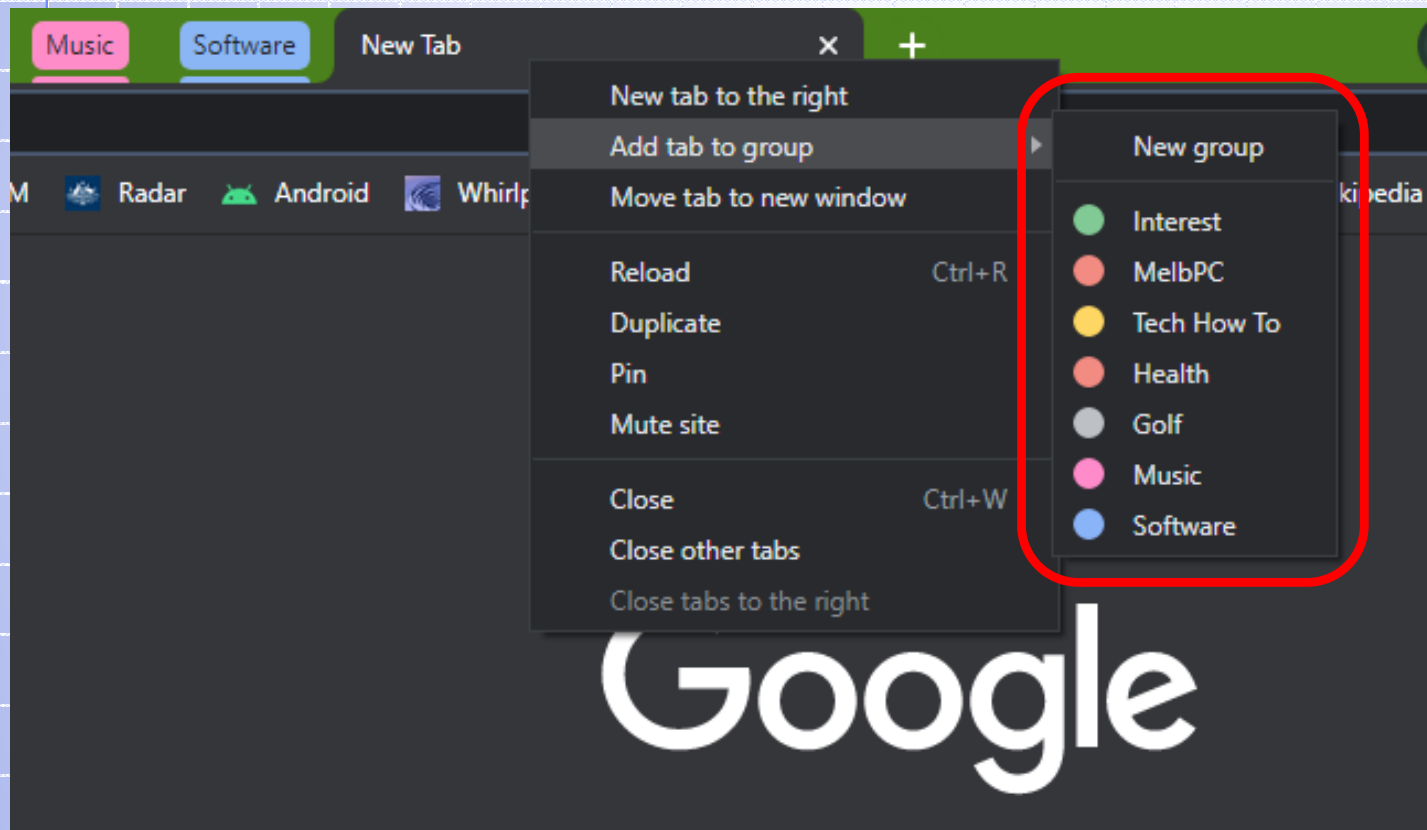 Music
Software
New Tab
New tab to the right
Add tab to group
Move tab to new window
Reload Ctrl+R
Duplicate
Pin
Mute site
Close Ctrl+W
Close other tabs
Close tabs to the right
New group
Interest
MelbPC
Tech How To
Health
Golf
Music
Software
M Radar Android Whirlp kipedia
Google